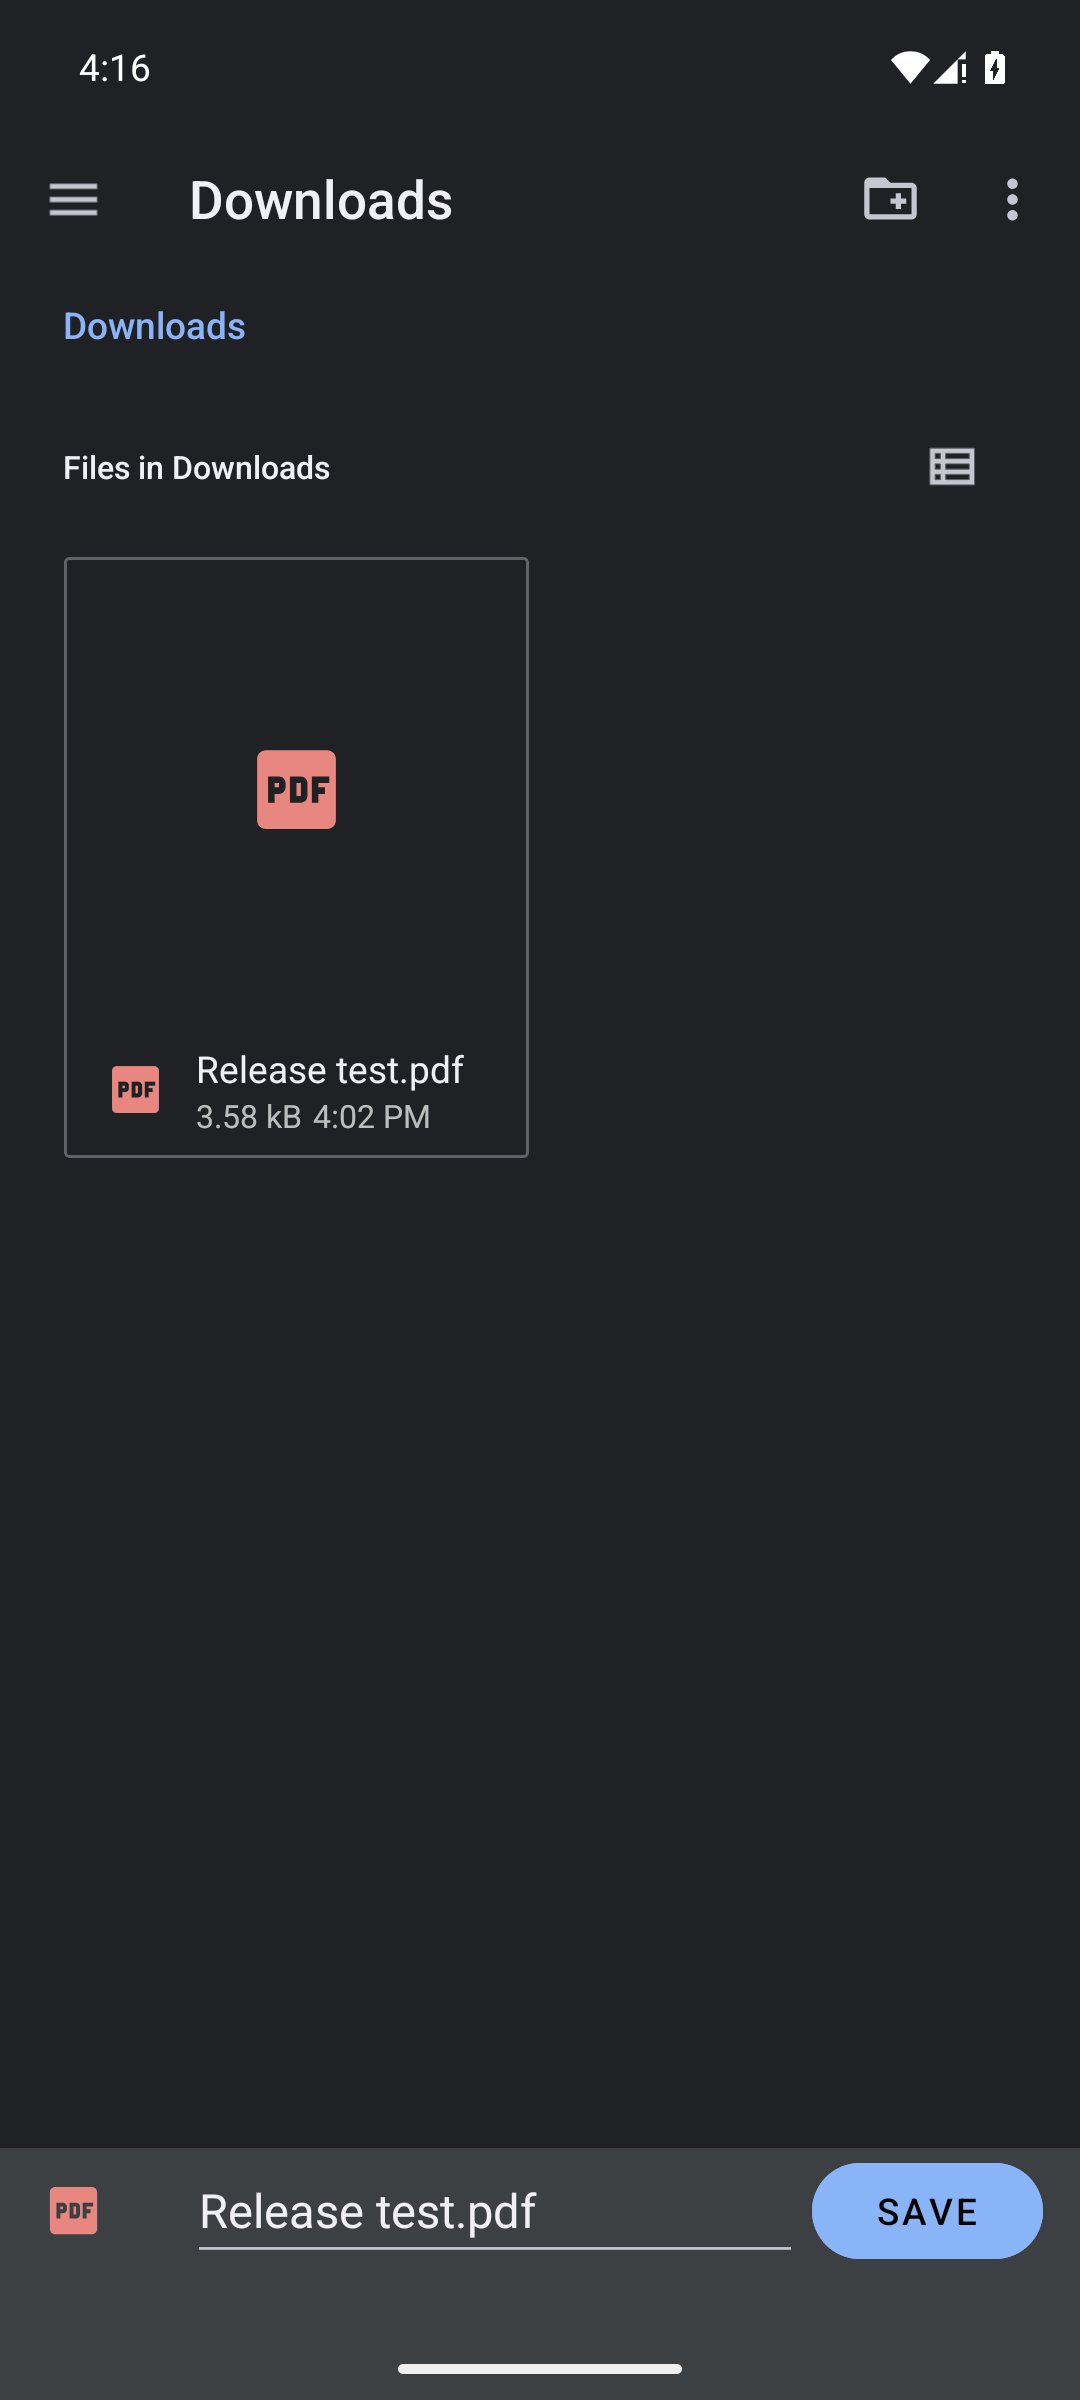 4:16
Downloads
Downloads
Files in Downloads
PDF
PDF
Release test.pdf
3.58 kB 4:02 PM
PDF
Release test.pdf
SAVE